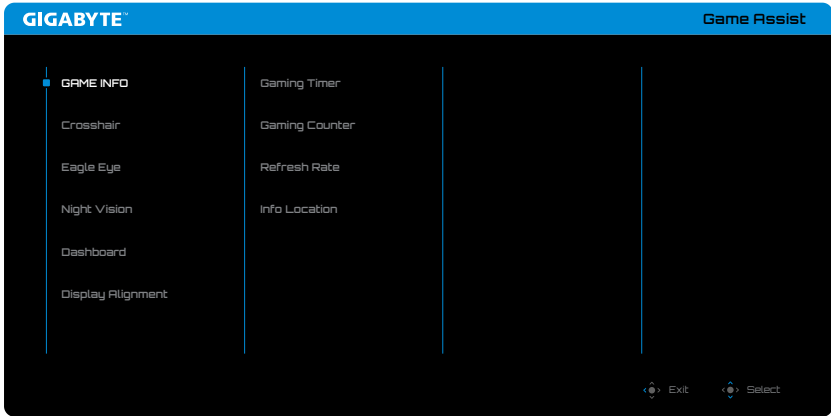 GIGABYTE™
Game Assist
GAME INFO
Crosshair
Eagle Eye
Night Vision
Dashboard
Display Alignment
Gaming Timer
Gaming Counter
Refresh Rate
Info Location
Exit
Select